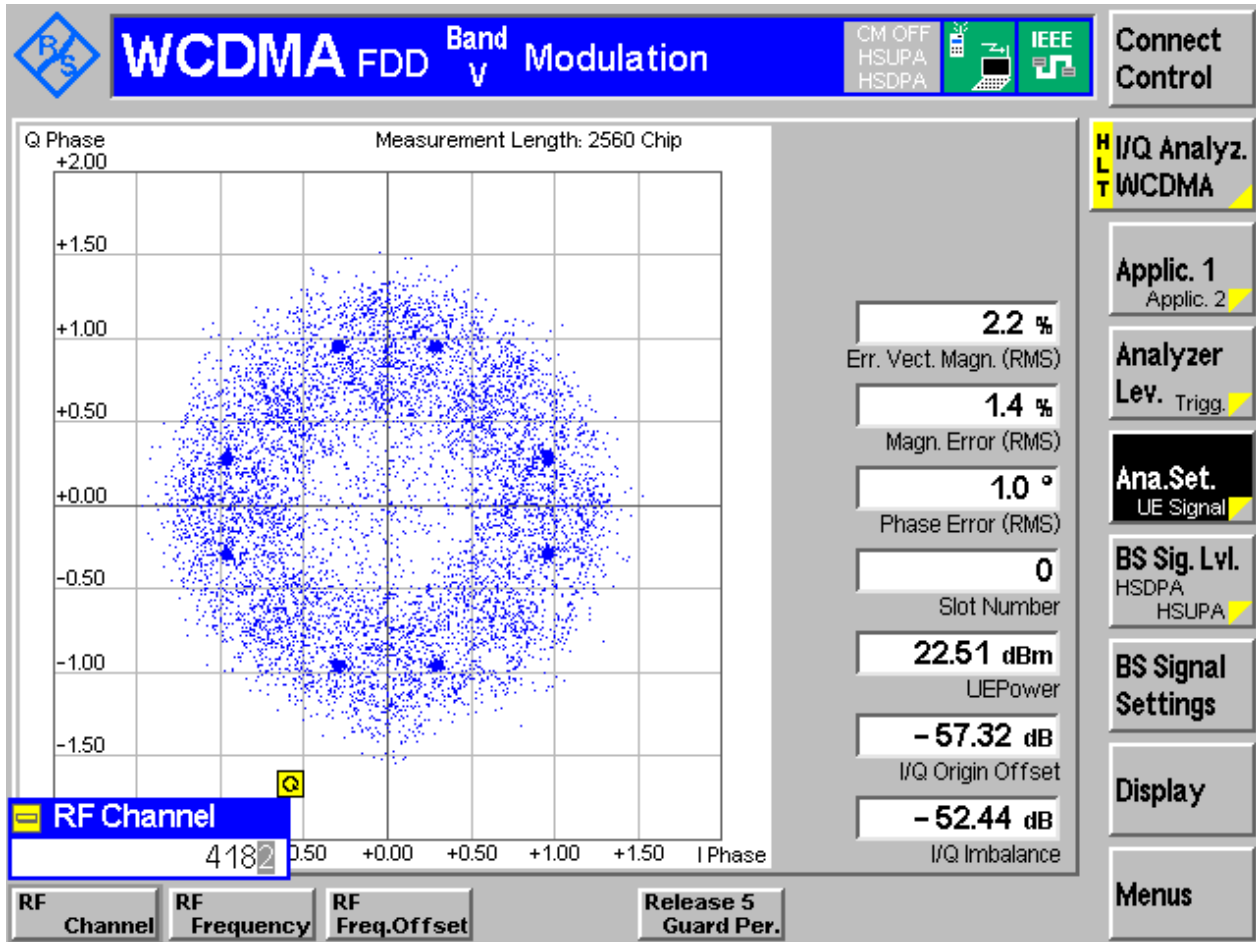 R/S
WCDMA FDD Band V Modulation
CM OFF
HSUPA
HSDPA
IEEE
Connect
Control
Q Phase
Measurement Length: 2560 Chip
+2.00
+1.50
+1.00
+0.50
+0.00
-0.50
-1.00
-1.50
Q
RF Channel
4182
0.50 +0.00 +0.50 +1.00 +1.50 I Phase
2.2 %
Err. Vect. Magn. (RMS)
1.4 %
Magn. Error (RMS)
1.0 °
Phase Error (RMS)
0
Slot Number
22.51 dBm
UEPower
-57.32 dB
I/Q Origin Offset
-52.44 dB
I/Q Imbalance
HLT
I/Q Analyz.
WCDMA
Applic. 1
Applic. 2
Analyzer
Lev. Trigg.
Ana.Set.
UE Signal
BS Sig. Lvl.
HSDPA
HSUPA
BS Signal
Settings
Display
Menus
RF
Channel
RF
Frequency
RF
Freq.Offset
Release 5
Guard Per.